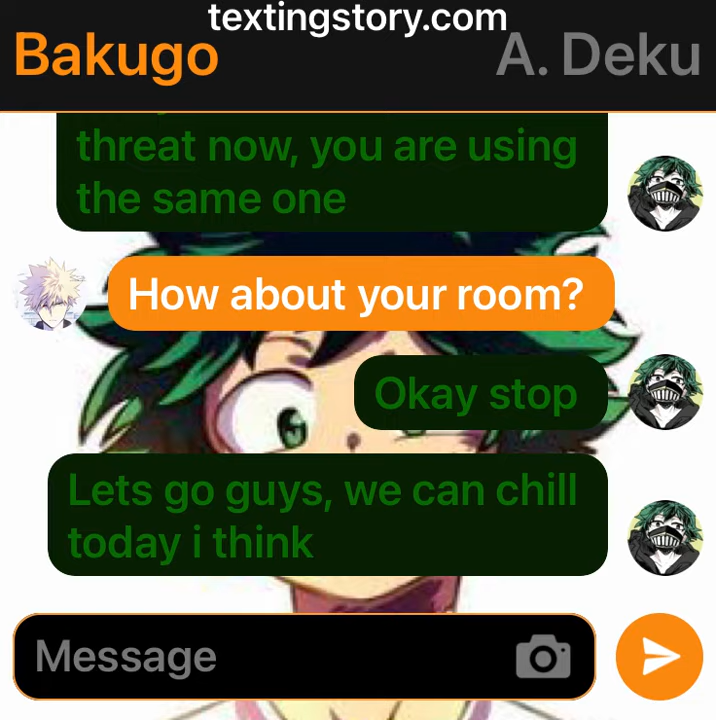 textingstory.com
Bakugo
A. Deku
threat now, you are using
the same one
How about your room?
Okay stop
Lets go guys, we can chill
today i think
Message